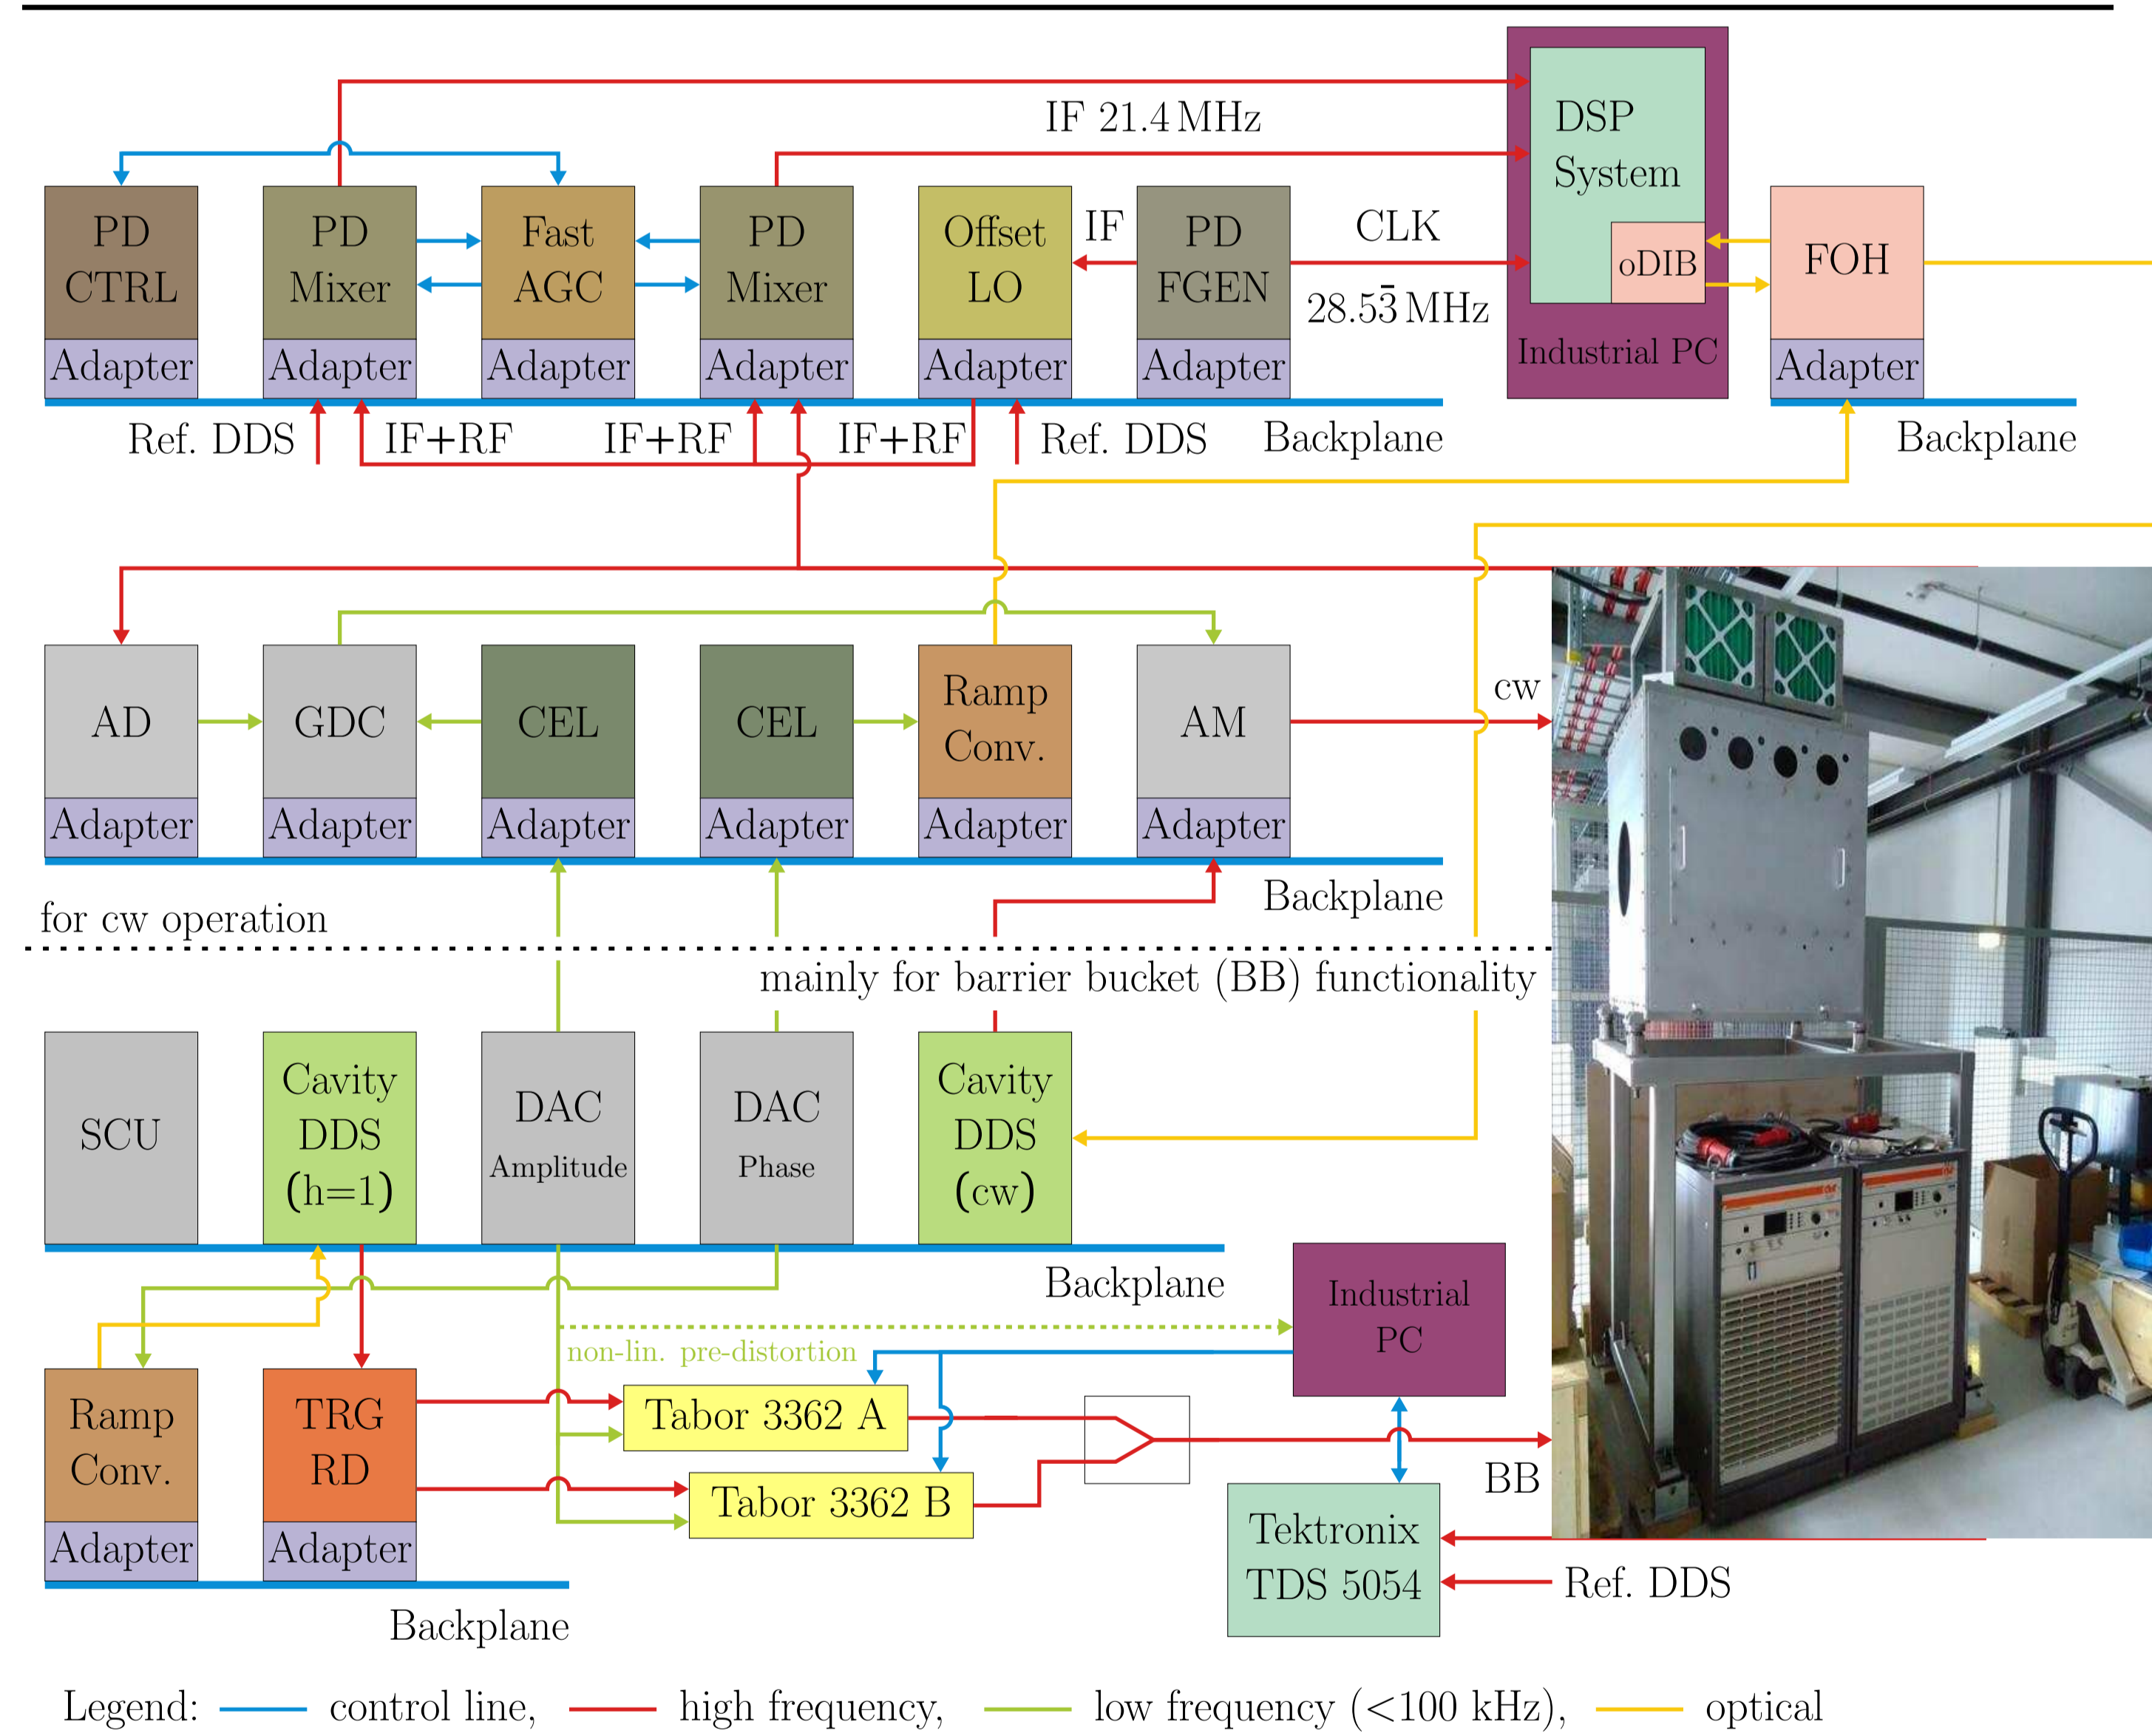 IF 21.4 MHz
DSP
System
oDIB
Industrial PC
PD
CTRL
Adapter
PD
Mixer
Adapter
Fast
AGC
Adapter
PD
Mixer
Adapter
Offset
LO
Adapter
IF
PD
FGEN
Adapter
CLK
28.53̄ MHz
FOH
Adapter
Ref. DDS
IF+RF
IF+RF
IF+RF
Ref. DDS
Backplane
Backplane
AD
Adapter
GDC
Adapter
CEL
Adapter
CEL
Adapter
Ramp
Conv.
Adapter
AM
Adapter
cw
Backplane
for cw operation
mainly for barrier bucket (BB) functionality
SCU
Cavity
DDS
(h=1)
DAC
Amplitude
DAC
Phase
Cavity
DDS
(cw)
Backplane
Industrial
PC
non-lin. pre-distortion
Ramp
Conv.
Adapter
TRG
RD
Adapter
Tabor 3362 A
Tabor 3362 B
BB
Tektronix
TDS 5054
Ref. DDS
Backplane
Legend: control line, high frequency, low frequency (<100 kHz), optical